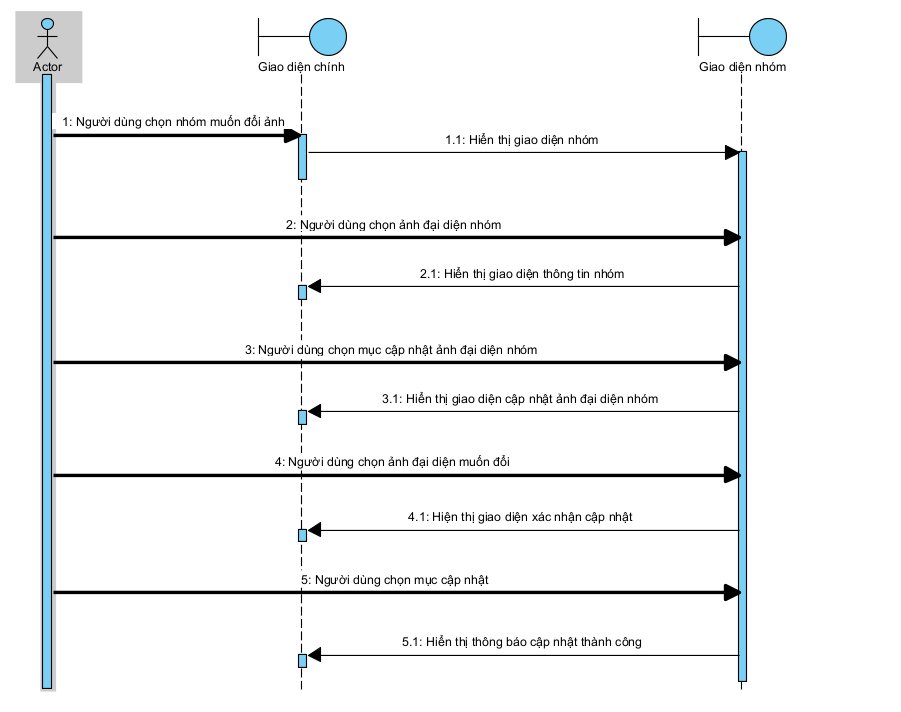 Actor
Giao diện chính
Giao diện nhóm
1: Người dùng chọn nhóm muốn đổi ảnh
1.1: Hiển thị giao diện nhóm
2: Người dùng chọn ảnh đại diện nhóm
2.1: Hiển thị giao diện thông tin nhóm
3: Người dùng chọn mục cập nhật ảnh đại diện nhóm
3.1: Hiển thị giao diện cập nhật ảnh đại diện nhóm
4: Người dùng chọn ảnh đại diện muốn đổi
4.1: Hiện thị giao diện xác nhận cập nhật
5: Người dùng chọn mục cập nhật
5.1: Hiển thị thông báo cập nhật thành công